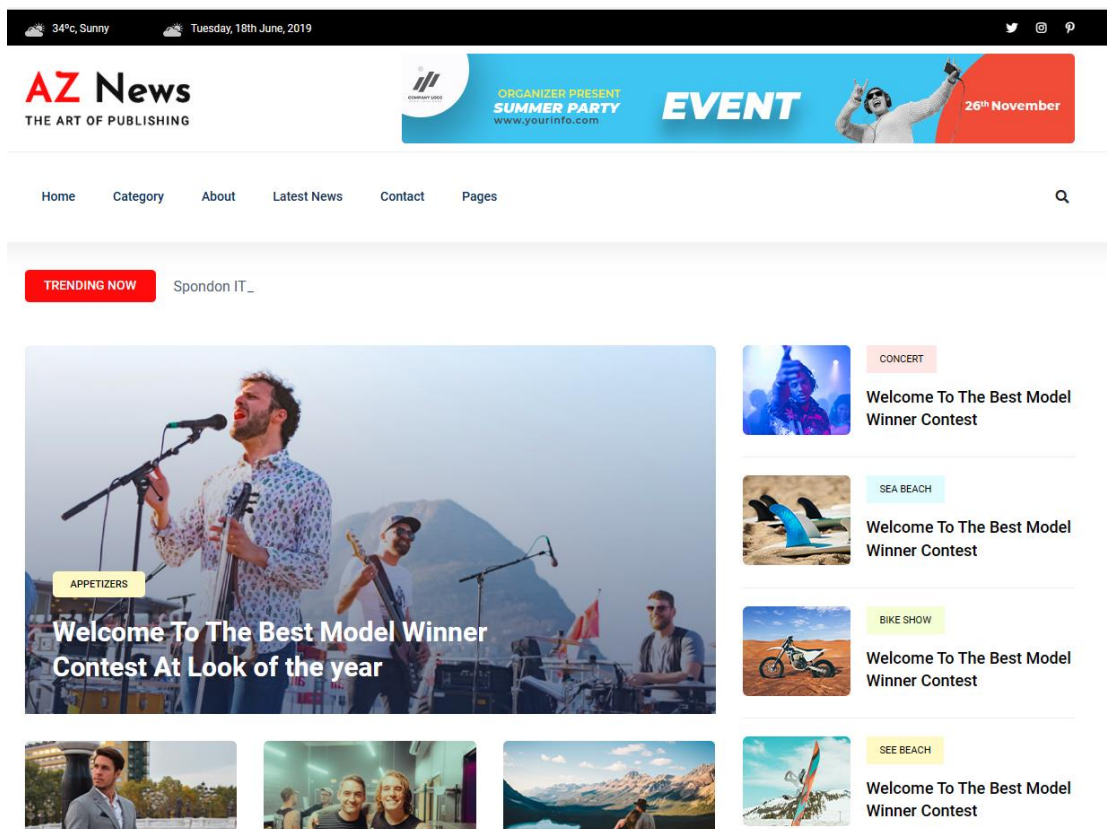 34ºc, Sunny
Tuesday, 18th June, 2019
AZ News
THE ART OF PUBLISHING
COMPANY LOGO
ORGANIZER PRESENT
SUMMER PARTY
www.yourinfo.com
EVENT
26th November
Home
Category
About
Latest News
Contact
Pages
TRENDING NOW
Spondon IT_
APPETIZERS
Welcome To The Best Model Winner
Contest At Look of the year
CONCERT
Welcome To The Best Model
Winner Contest
SEA BEACH
Welcome To The Best Model
Winner Contest
BIKE SHOW
Welcome To The Best Model
Winner Contest
SEE BEACH
Welcome To The Best Model
Winner Contest